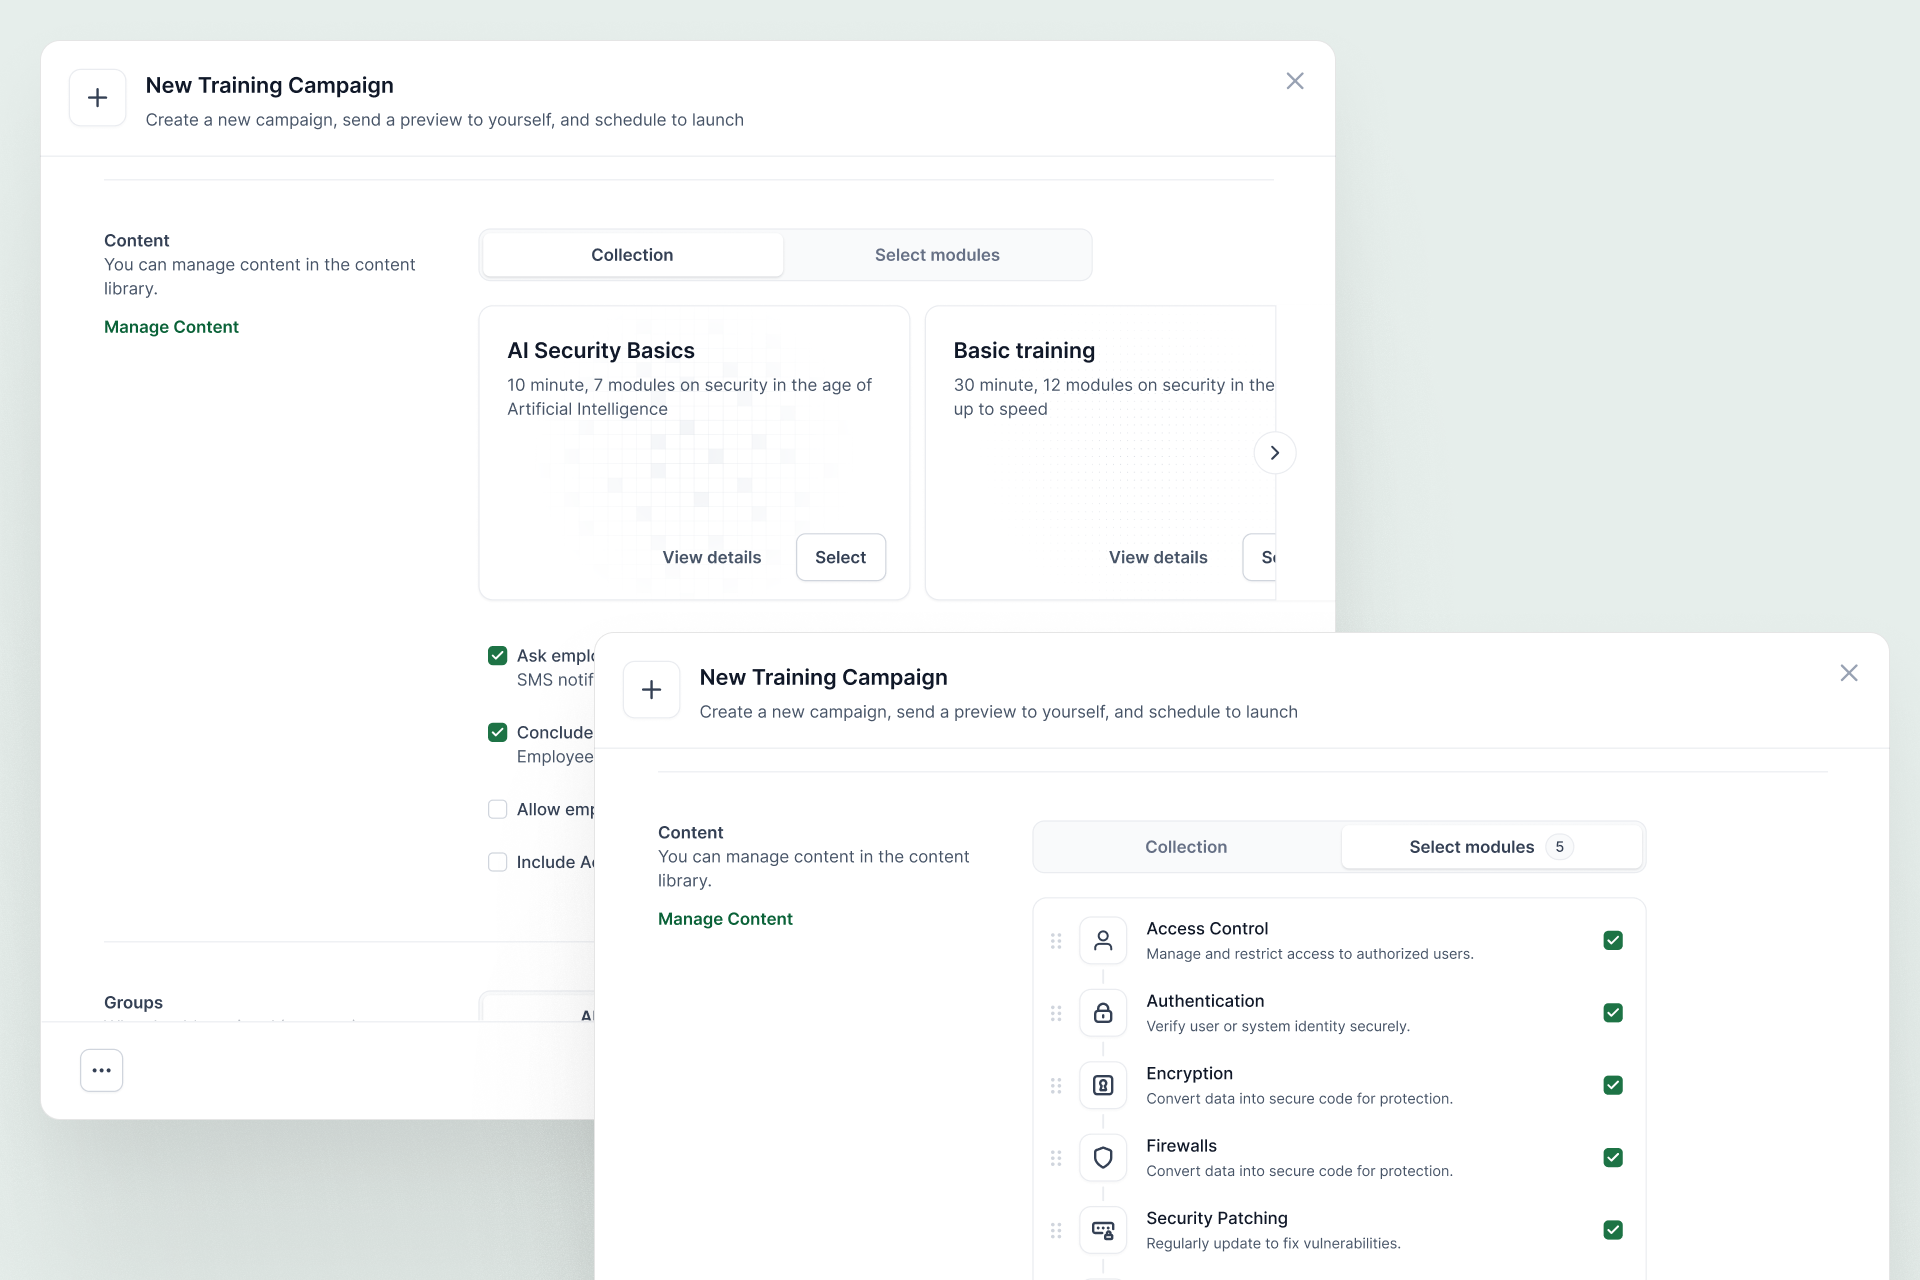 New Training Campaign
Create a new campaign, send a preview to yourself, and schedule to launch
Content
You can manage content in the content
library.
Manage Content
Collection
Select modules
AI Security Basics
10 minute, 7 modules on security in the age of
Artificial Intelligence
View details
Select
Basic training
30 minute, 12 modules on security in the
up to speed
View details
Ask
SMS
Conclude
Employee
Allow
Include
Groups
New Training Campaign
Create a new campaign, send a preview to yourself, and schedule to launch
Content
You can manage content in the content
library.
Manage Content
Collection
Select modules 5
Access Control
Manage and restrict access to authorized users.
Authentication
Verify user or system identity securely.
Encryption
Convert data into secure code for protection.
Firewalls
Convert data into secure code for protection.
Security Patching
Regularly update to fix vulnerabilities.